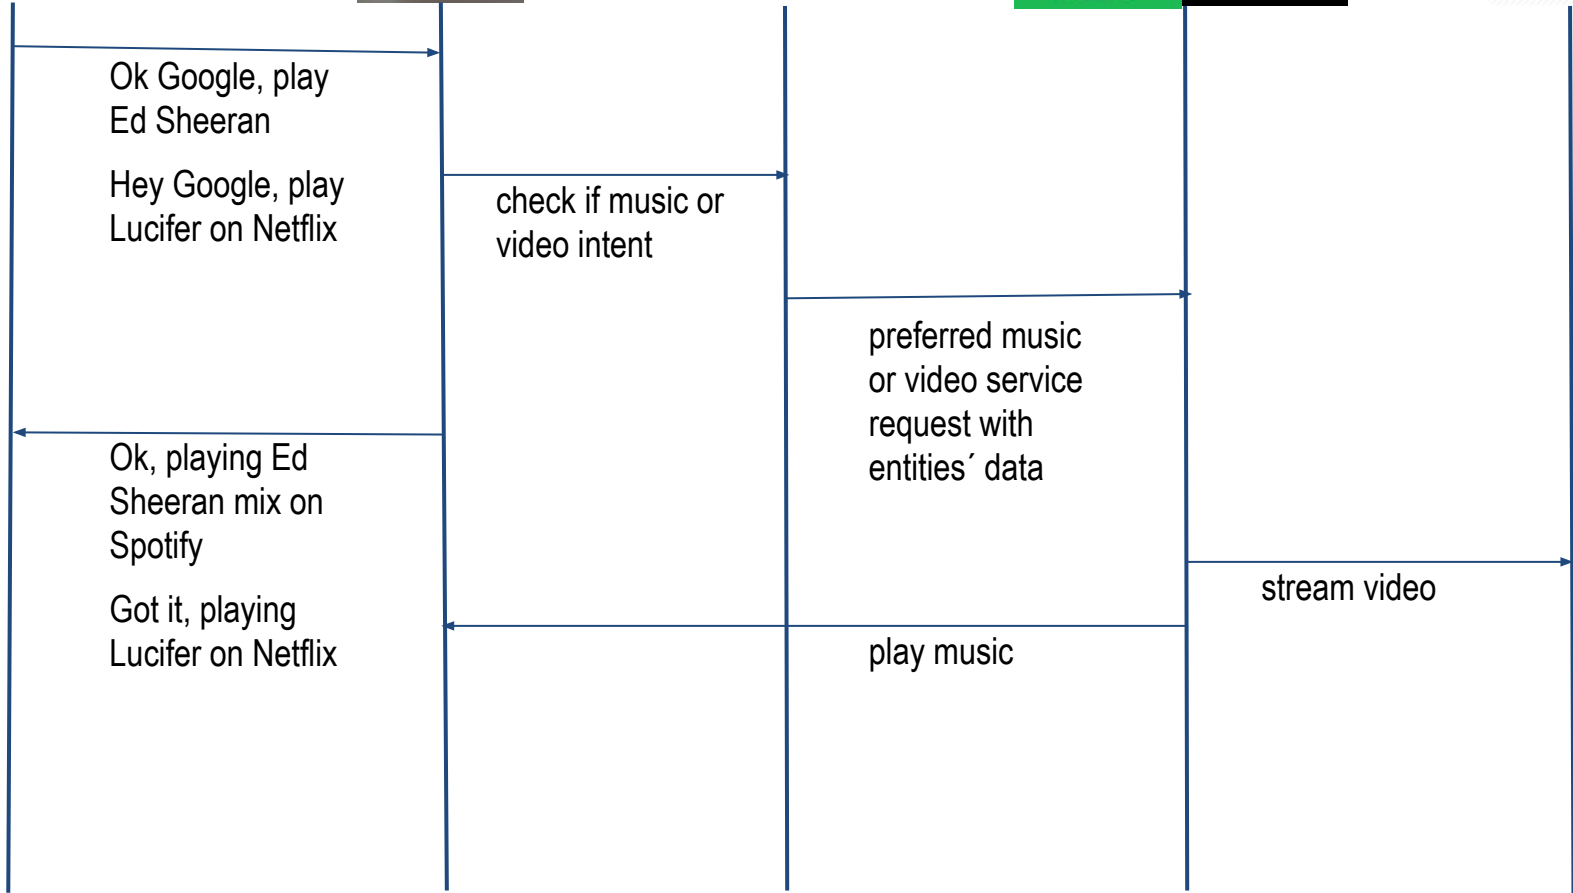 Ok Google, play
Ed Sheeran
Hey Google, play
Lucifer on Netflix
check if music or
video intent
preferred music
or video service
request with
entities´ data
Ok, playing Ed
Sheeran mix on
Spotify
Got it, playing
Lucifer on Netflix
stream video
play music